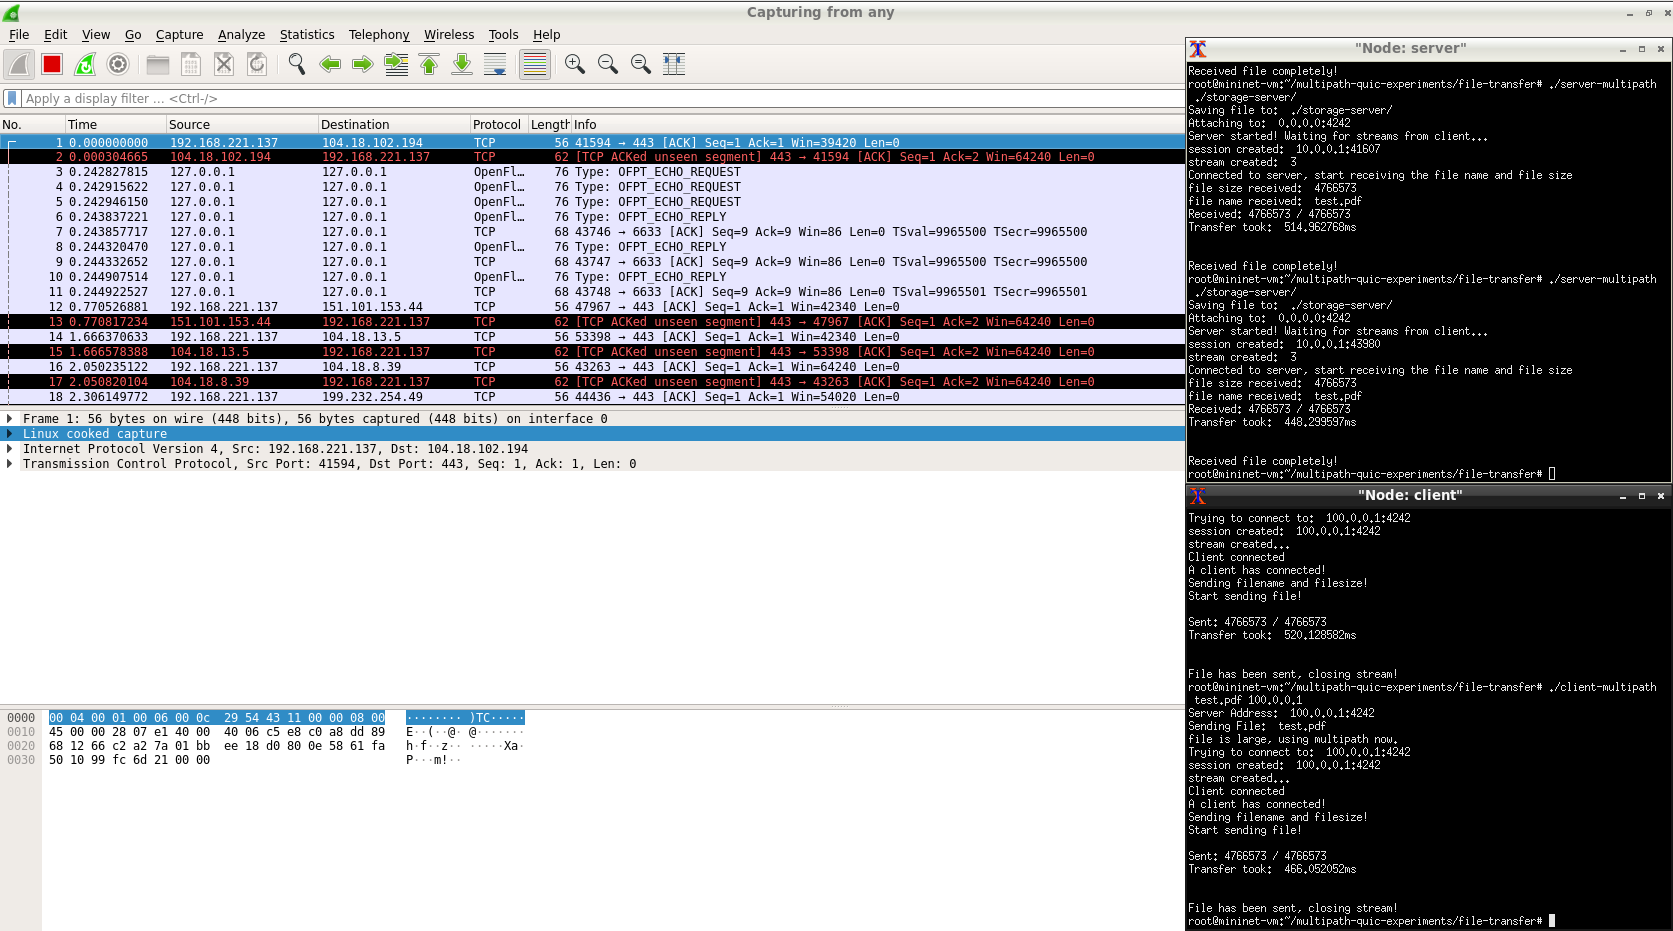 Capturing from any
File Edit View Go Capture Analyze Statistics Telephony Wireless Tools Help
Apply a display filter ... <Ctrl-/>
No. Time Source Destination Protocol Length Info
1 0.000000000 192.168.221.137 104.18.102.194 TCP 56 41594 → 443 [ACK] Seq=1 Ack=1 Win=39420 Len=0
2 0.000304665 104.18.102.194 192.168.221.137 TCP 62 [TCP ACKed unseen segment] 443 → 41594 [ACK] Seq=1 Ack=2 Win=64240 Len=0
3 0.242827815 127.0.0.1 127.0.0.1 OpenFl… 76 Type: OFPT_ECHO_REQUEST
4 0.242915622 127.0.0.1 127.0.0.1 OpenFl… 76 Type: OFPT_ECHO_REQUEST
5 0.242946150 127.0.0.1 127.0.0.1 OpenFl… 76 Type: OFPT_ECHO_REQUEST
6 0.243837221 127.0.0.1 127.0.0.1 OpenFl… 76 Type: OFPT_ECHO_REPLY
7 0.243857717 127.0.0.1 127.0.0.1 TCP 68 43746 → 6633 [ACK] Seq=9 Ack=9 Win=86 Len=0 TSval=9965500 TSecr=9965500
8 0.244320470 127.0.0.1 127.0.0.1 OpenFl… 76 Type: OFPT_ECHO_REPLY
9 0.244332652 127.0.0.1 127.0.0.1 TCP 68 43747 → 6633 [ACK] Seq=9 Ack=9 Win=86 Len=0 TSval=9965500 TSecr=9965500
10 0.244907514 127.0.0.1 127.0.0.1 OpenFl… 76 Type: OFPT_ECHO_REPLY
11 0.244922527 127.0.0.1 127.0.0.1 TCP 68 43748 → 6633 [ACK] Seq=9 Ack=9 Win=86 Len=0 TSval=9965501 TSecr=9965501
12 0.770526881 192.168.221.137 151.101.153.44 TCP 56 47967 → 443 [ACK] Seq=1 Ack=1 Win=42340 Len=0
13 0.770817234 151.101.153.44 192.168.221.137 TCP 62 [TCP ACKed unseen segment] 443 → 47967 [ACK] Seq=1 Ack=2 Win=64240 Len=0
14 1.666370633 192.168.221.137 104.18.13.5 TCP 56 53398 → 443 [ACK] Seq=1 Ack=1 Win=42340 Len=0
15 1.666578388 104.18.13.5 192.168.221.137 TCP 62 [TCP ACKed unseen segment] 443 → 53398 [ACK] Seq=1 Ack=2 Win=64240 Len=0
16 2.050235122 192.168.221.137 104.18.8.39 TCP 56 43263 → 443 [ACK] Seq=1 Ack=1 Win=64240 Len=0
17 2.050820104 104.18.8.39 192.168.221.137 TCP 62 [TCP ACKed unseen segment] 443 → 43263 [ACK] Seq=1 Ack=2 Win=64240 Len=0
18 2.306149772 192.168.221.137 199.232.254.49 TCP 56 44436 → 443 [ACK] Seq=1 Ack=1 Win=54020 Len=0
Frame 1: 56 bytes on wire (448 bits), 56 bytes captured (448 bits) on interface 0
Linux cooked capture
Internet Protocol Version 4, Src: 192.168.221.137, Dst: 104.18.102.194
Transmission Control Protocol, Src Port: 41594, Dst Port: 443, Seq: 1, Ack: 1, Len: 0
0000 00 04 00 01 00 06 00 0c 29 54 43 11 00 00 08 00 ········ )TC·····
0010 45 00 00 28 07 e1 40 00 40 06 c5 e8 c0 a8 dd 89 E··(··@· @·······
0020 68 12 66 c2 a2 7a 01 bb ee 18 d0 80 0e 58 61 fa h·f··z·· ·····Xa·
0030 50 10 99 fc 6d 21 00 00 P···m!··
"Node: server"
Received file completely!
root@mininet-vm:~/multipath-quic-experiments/file-transfer# ./server-multipath
./storage-server/
Saving file to: ./storage-server/
Attaching to: 0.0.0.0:4242
Server started! Waiting for streams from client...
session created: 10.0.0.1:41607
stream created: 3
Connected to server, start receiving the file name and file size
file size received: 4766573
file name received: test.pdf
Received: 4766573 / 4766573
Transfer took: 514.962768ms
Received file completely!
root@mininet-vm:~/multipath-quic-experiments/file-transfer# ./server-multipath
./storage-server/
Saving file to: ./storage-server/
Attaching to: 0.0.0.0:4242
Server started! Waiting for streams from client...
session created: 10.0.0.1:43980
stream created: 3
Connected to server, start receiving the file name and file size
file size received: 4766573
file name received: test.pdf
Received: 4766573 / 4766573
Transfer took: 448.299597ms
Received file completely!
root@mininet-vm:~/multipath-quic-experiments/file-transfer#
"Node: client"
Trying to connect to: 100.0.0.1:4242
session created: 100.0.0.1:4242
stream created...
Client connected
A client has connected!
Sending filename and filesize!
Start sending file!
Sent: 4766573 / 4766573
Transfer took: 520.128582ms
File has been sent, closing stream!
root@mininet-vm:~/multipath-quic-experiments/file-transfer# ./client-multipath
test.pdf 100.0.0.1
Server Address: 100.0.0.1:4242
Sending File: test.pdf
file is large, using multipath now.
Trying to connect to: 100.0.0.1:4242
session created: 100.0.0.1:4242
stream created...
Client connected
A client has connected!
Sending filename and filesize!
Start sending file!
Sent: 4766573 / 4766573
Transfer took: 466.052052ms
File has been sent, closing stream!
root@mininet-vm:~/multipath-quic-experiments/file-transfer#